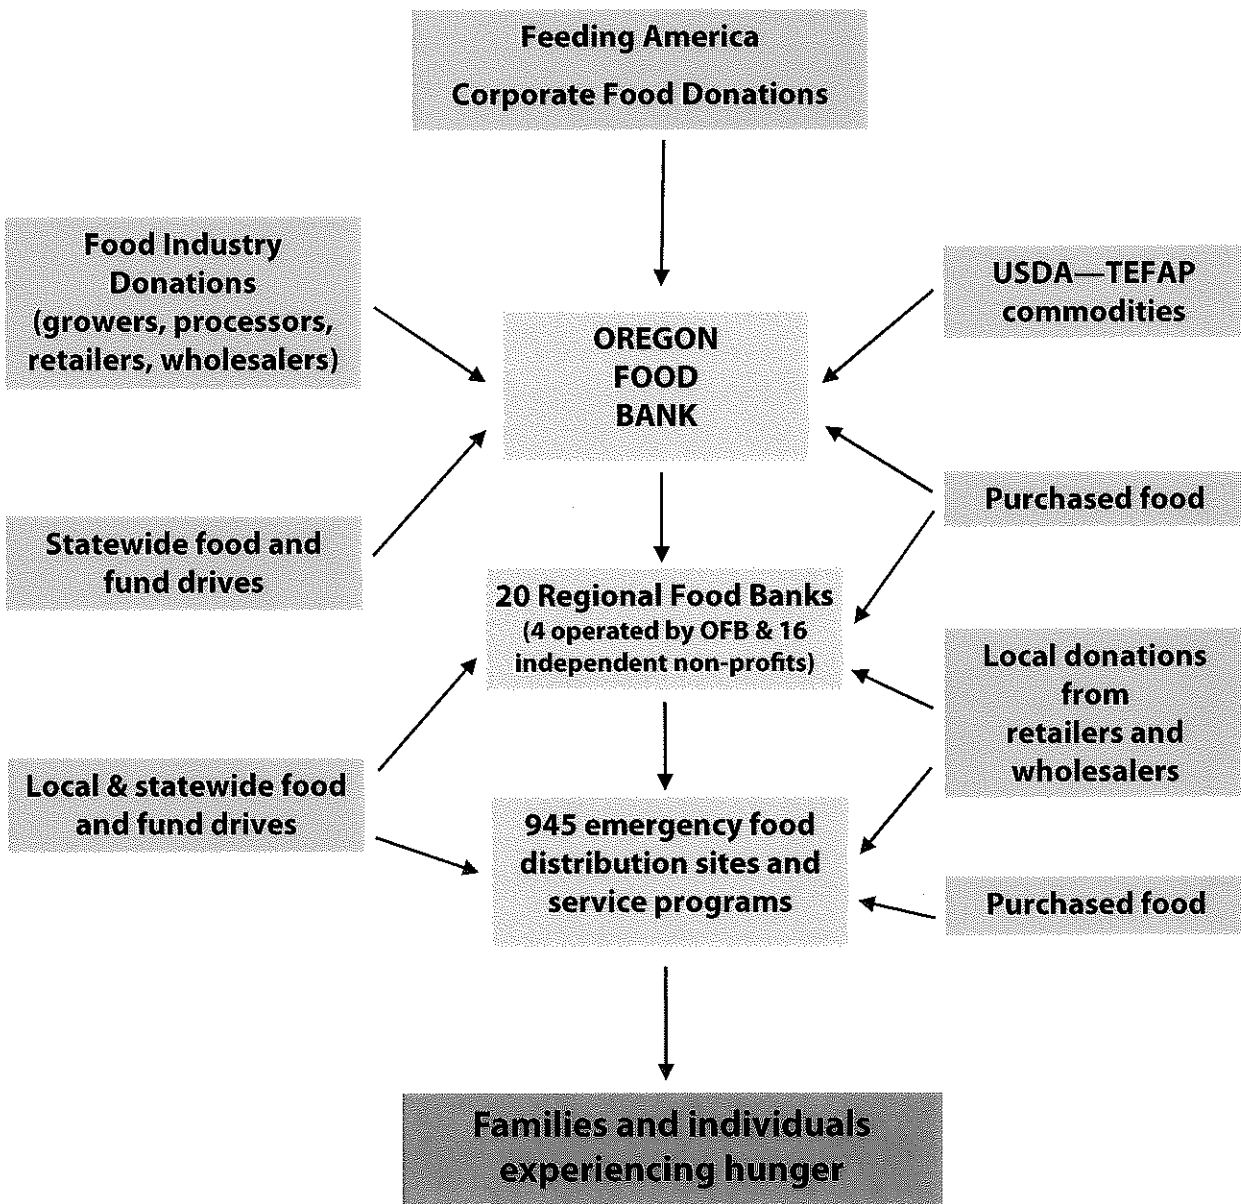 Feeding America
Corporate Food Donations
Food Industry
Donations
(growers, processors,
retailers, wholesalers)
USDA—TEFAP
commodities
OREGON
FOOD
BANK
Purchased food
Statewide food and
fund drives
20 Regional Food Banks
(4 operated by OFB & 16
independent non-profits)
Local donations
from
retailers and
wholesalers
Local & statewide food
and fund drives
945 emergency food
distribution sites and
service programs
Purchased food
Families and individuals
experiencing hunger